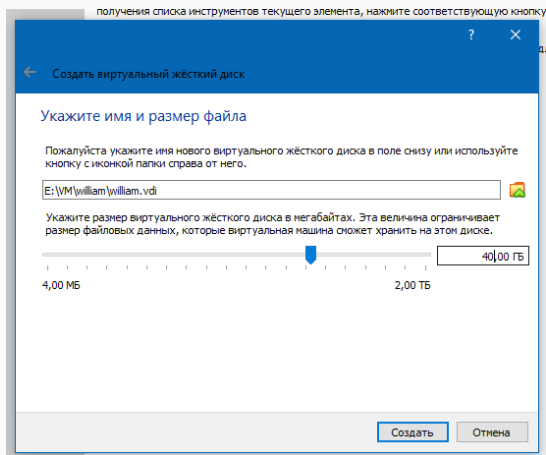 получения списка инструментов текущего элемента, нажмите соответствующую кнопку
?
Создать виртуальный жёсткий диск
Укажите имя и размер файла
Пожалуйста укажите имя нового виртуального жёсткого диска в поле снизу или используйте
кнопку с иконкой папки справа от него.
E:\VM\william\william.vdi
Укажите размер виртуального жёсткого диска в мегабайтах. Эта величина ограничивает
размер файловых данных, которые виртуальная машина сможет хранить на этом диске.
40,00 ГБ
4,00 МБ 2,00 ТБ
Создать Отмена